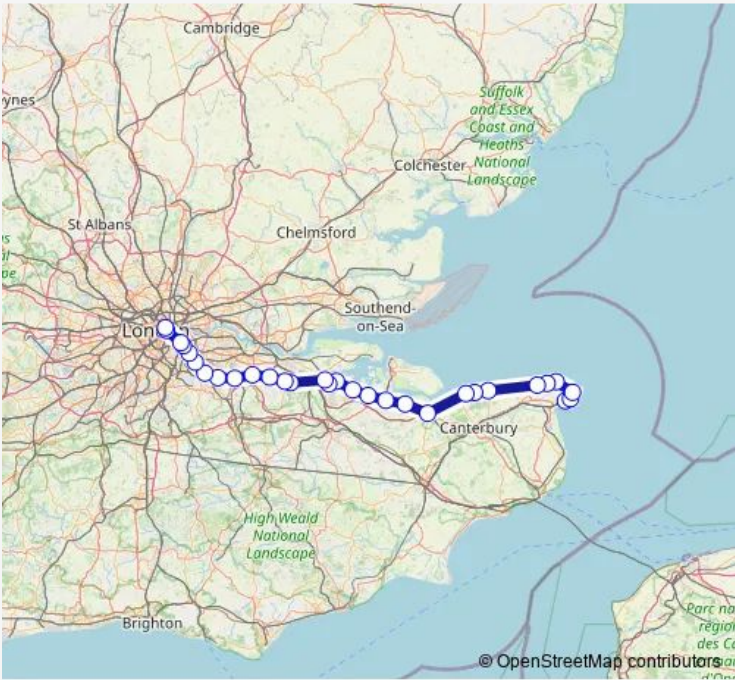 Cambridge
ynes
Suffolk
and Essex
Coast and
Heaths
National
Landscape
Colchester
St Albans
Chelmsford
Southend-
on-Sea
Canterbury
High Weald
National
Landscape
Brighton
Parc na
région
des Ca
© OpenStreetMap contributors